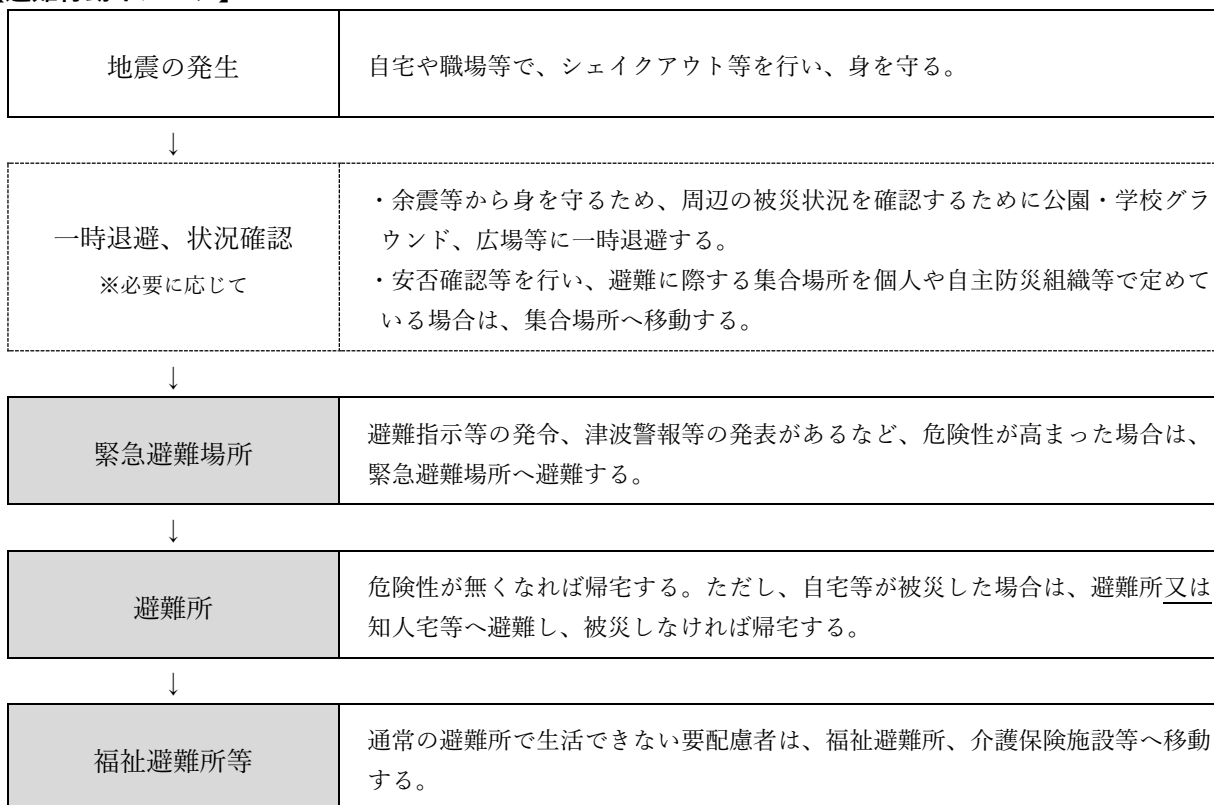 地震の発生
自宅や職場等で、シェイクアウト等を行い、身を守る。
↓
一時退避、状況確認
※必要に応じて
・余震等から身を守るため、周辺の被災状況を確認するために公園・学校グラ
ウンド、広場等に一時退避する。
・安否確認等を行い、避難に際する集合場所を個人や自主防災組織等で定めて
いる場合は、集合場所へ移動する。
↓
緊急避難場所
避難指示等の発令、津波警報等の発表があるなど、危険性が高まった場合は、
緊急避難場所へ避難する。
↓
避難所
危険性が無くなれば帰宅する。ただし、自宅等が被災した場合は、避難所又は
知人宅等へ避難し、被災しなければ帰宅する。
↓
福祉避難所等
通常の避難所で生活できない要配慮者は、福祉避難所、介護保険施設等へ移動
する。